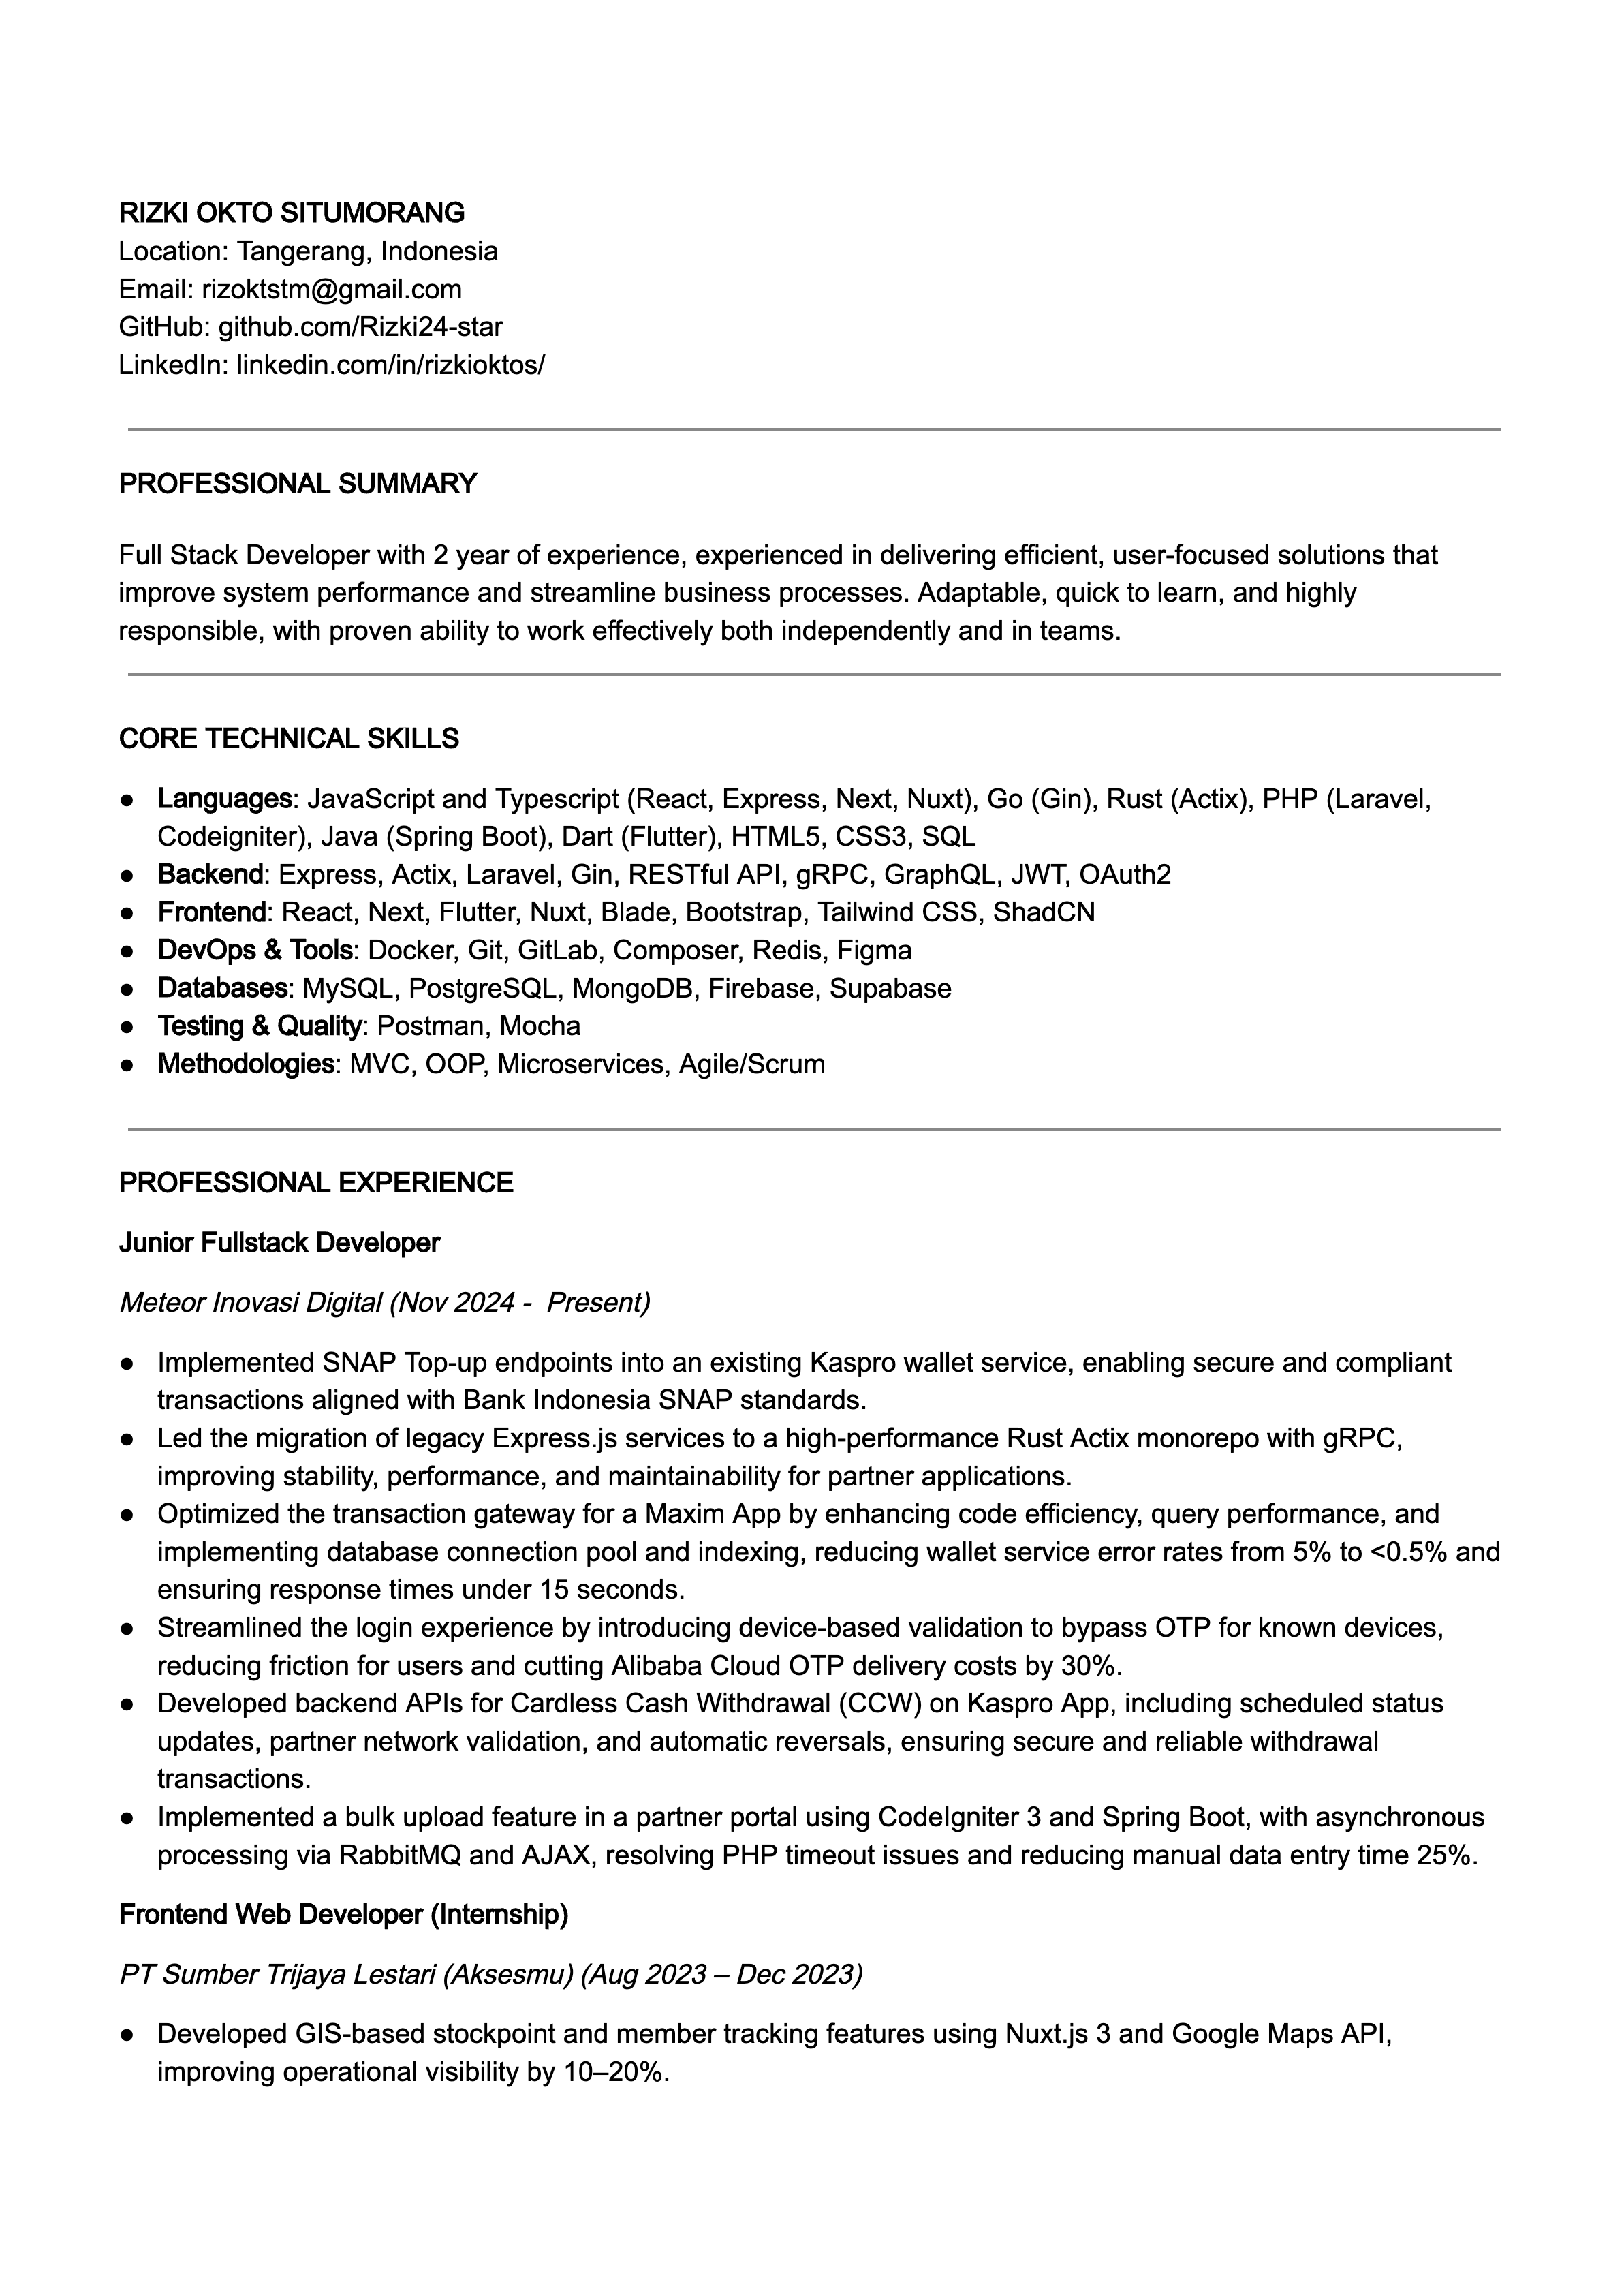 RIZKI OKTO SITUMORANG
Location: Tangerang, Indonesia
Email: rizoktstm@gmail.com
GitHub: github.com/Rizki24-star
LinkedIn: linkedin.com/in/rizkioktos/
PROFESSIONAL SUMMARY
Full Stack Developer with 2 year of experience, experienced in delivering efficient, user-focused solutions that
improve system performance and streamline business processes. Adaptable, quick to learn, and highly
responsible, with proven ability to work effectively both independently and in teams.
CORE TECHNICAL SKILLS
● Languages: JavaScript and Typescript (React, Express, Next, Nuxt), Go (Gin), Rust (Actix), PHP (Laravel,
Codeigniter), Java (Spring Boot), Dart (Flutter), HTML5, CSS3, SQL
● Backend: Express, Actix, Laravel, Gin, RESTful API, gRPC, GraphQL, JWT, OAuth2
● Frontend: React, Next, Flutter, Nuxt, Blade, Bootstrap, Tailwind CSS, ShadCN
● DevOps & Tools: Docker, Git, GitLab, Composer, Redis, Figma
● Databases: MySQL, PostgreSQL, MongoDB, Firebase, Supabase
● Testing & Quality: Postman, Mocha
● Methodologies: MVC, OOP, Microservices, Agile/Scrum
PROFESSIONAL EXPERIENCE
Junior Fullstack Developer
Meteor Inovasi Digital (Nov 2024 -  Present)
● Implemented SNAP Top-up endpoints into an existing Kaspro wallet service, enabling secure and compliant
transactions aligned with Bank Indonesia SNAP standards.
● Led the migration of legacy Express.js services to a high-performance Rust Actix monorepo with gRPC,
improving stability, performance, and maintainability for partner applications.
● Optimized the transaction gateway for a Maxim App by enhancing code efficiency, query performance, and
implementing database connection pool and indexing, reducing wallet service error rates from 5% to <0.5% and
ensuring response times under 15 seconds.
● Streamlined the login experience by introducing device-based validation to bypass OTP for known devices,
reducing friction for users and cutting Alibaba Cloud OTP delivery costs by 30%.
● Developed backend APIs for Cardless Cash Withdrawal (CCW) on Kaspro App, including scheduled status
updates, partner network validation, and automatic reversals, ensuring secure and reliable withdrawal
transactions.
● Implemented a bulk upload feature in a partner portal using CodeIgniter 3 and Spring Boot, with asynchronous
processing via RabbitMQ and AJAX, resolving PHP timeout issues and reducing manual data entry time 25%.
Frontend Web Developer (Internship)
PT Sumber Trijaya Lestari (Aksesmu) (Aug 2023 – Dec 2023)
● Developed GIS-based stockpoint and member tracking features using Nuxt.js 3 and Google Maps API,
improving operational visibility by 10–20%.